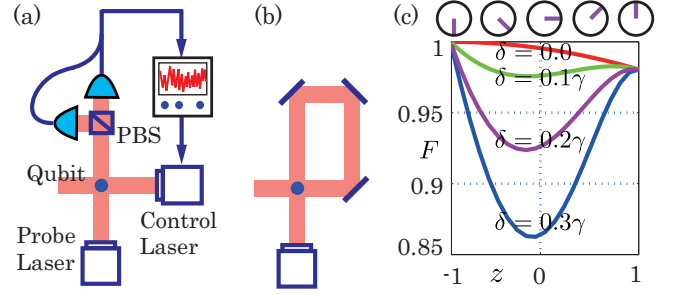 (a)
PBS
Qubit
Probe
Laser
Control
Laser
(b)
(c)
1
0.95
F
0.9
0.85
δ = 0.0
δ = 0.1γ
δ = 0.2γ
δ = 0.3γ
-1
z
0
1